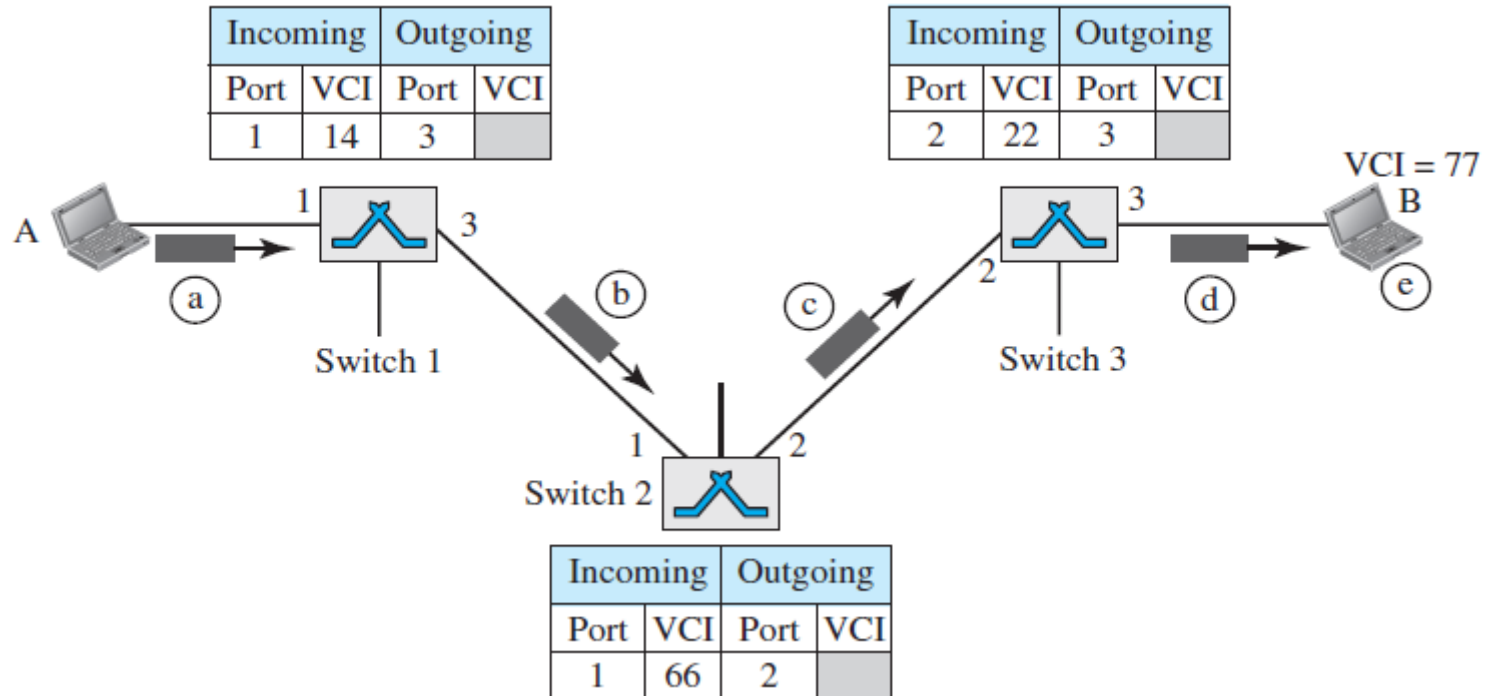 Incoming Outgoing
Port VCI Port VCI
1 14 3
Incoming Outgoing
Port VCI Port VCI
2 22 3
VCI = 77
A
1
3
a
Switch 1
b
c
2
3
B
d
e
Switch 3
1
2
Switch 2
Incoming Outgoing
Port VCI Port VCI
1 66 2